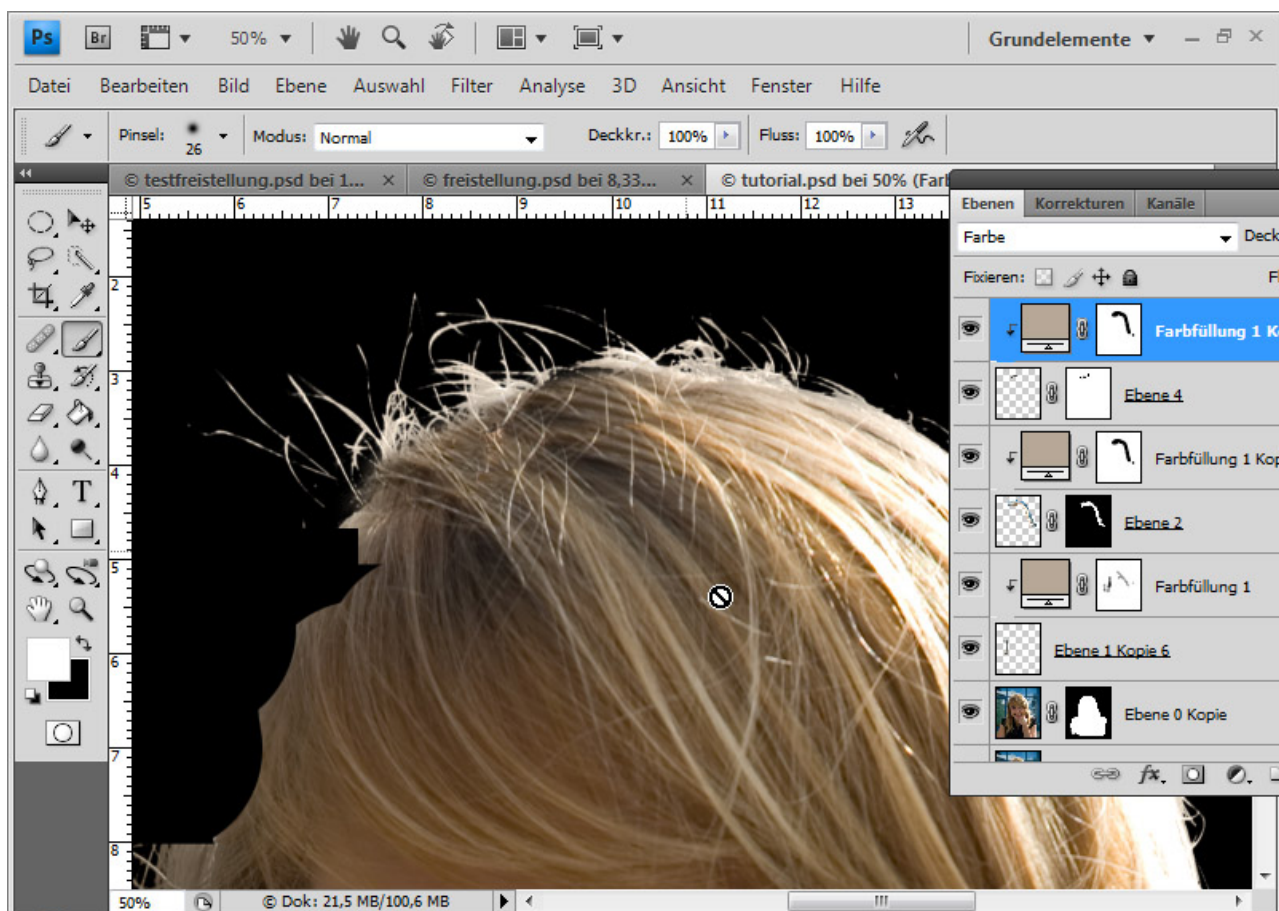 Ps Br 50% Grundelemente
Datei Bearbeiten Bild Ebene Auswahl Filter Analyse 3D Ansicht Fenster Hilfe
Pinsel: 26 Modus: Normal Deckkr.: 100% Fluss: 100%
© testfreistellung.psd bei 1... × © freistellung.psd bei 8,33... × © tutorial.psd bei 50% (Farl
5 6 7 8 9 10 11 12 13
2
3
4
5
6
7
8
T
Ebenen Korrekturen Kanäle
Farbe Deck
Fixieren: Fl
Farbfüllung 1 K
Ebene 4
Farbfüllung 1 Kop
Ebene 2
Farbfüllung 1
Ebene 1 Kopie 6
Ebene 0 Kopie
fx.
50% © Dok: 21,5 MB/100,6 MB